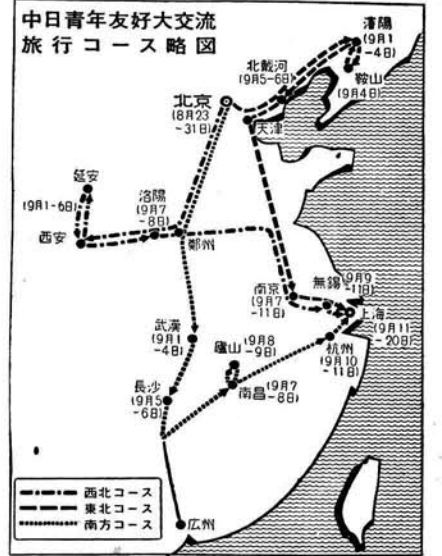 中日青年友好大交流
旅行コース略図
瀋陽
(9月1
-4日)
北戴河
(9月5-6日)
鞍山
(9月4日)
北京
(8月23
-31日)
天津
延安
(9月1-6日)
洛陽
(9月7
-8日)
西安
鄭州
南京
(9月7
-11日)
無錫
(9月9
-11日)
上海
(9月11
-20日)
武漢
(9月1
-4日)
廬山
(9月8
-9日)
杭州
(9月10
-11日)
長沙
(9月5
-6日)
南昌
(9月7
-8日)
西北コース
東北コース
南方コース
広州